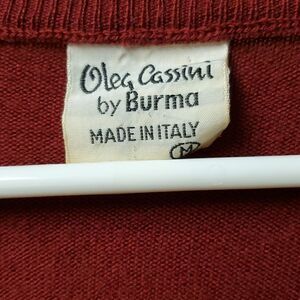 Oleg Cassini
by Burma
MADE IN ITALY
M